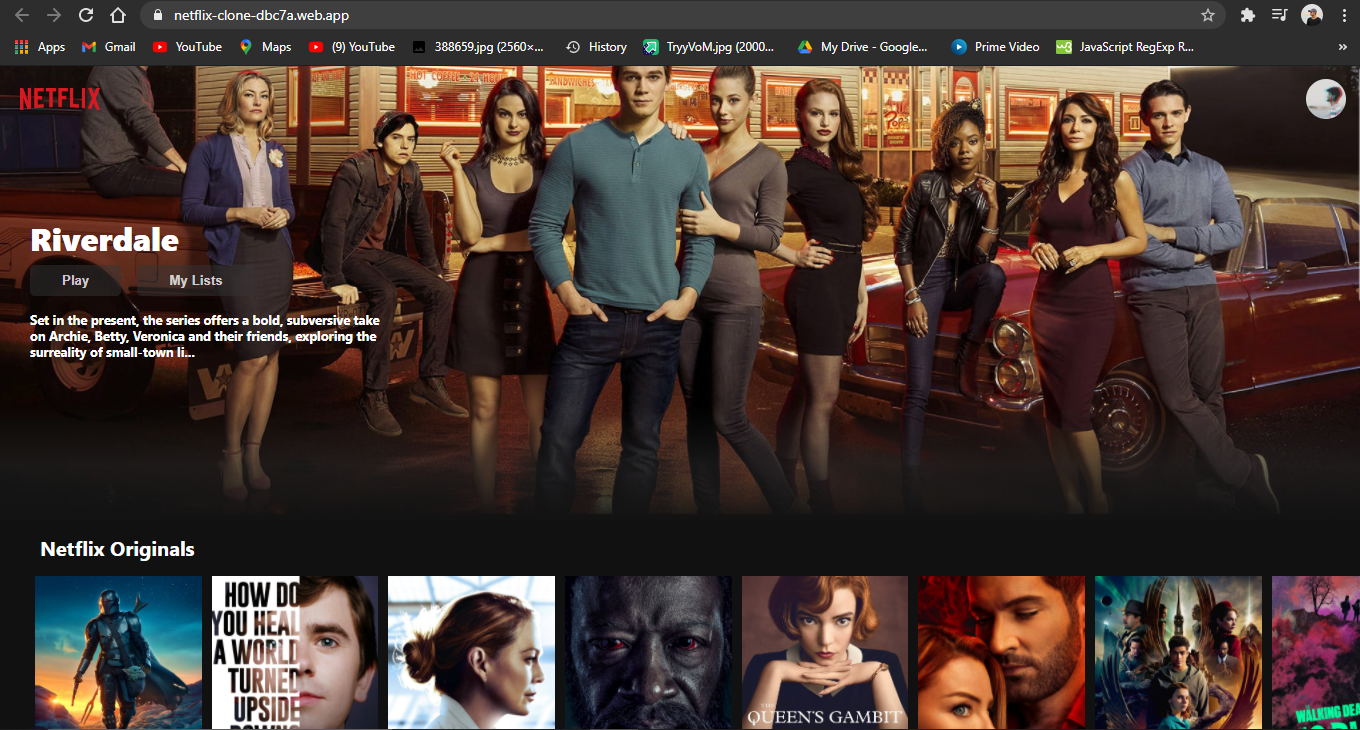 netflix-clone-dbc7a.web.app
Apps
Gmail
YouTube
Maps
(9) YouTube
388659.jpg (2560×...
History
TryyVoM.jpg (2000...
My Drive - Google...
Prime Video
JavaScript RegExp R...
»
HOT COFFEE
SANDWICHES
NETFLIX
Riverdale
Play
My Lists
Set in the present, the series offers a bold, subversive take
on Archie, Betty, Veronica and their friends, exploring the
surreality of small-town li...
Netflix Originals
HOW DO
YOU HEAL
A WORLD
TURNED
UPSIDE
THE
QUEEN'S GAMBIT
WALKING DEA